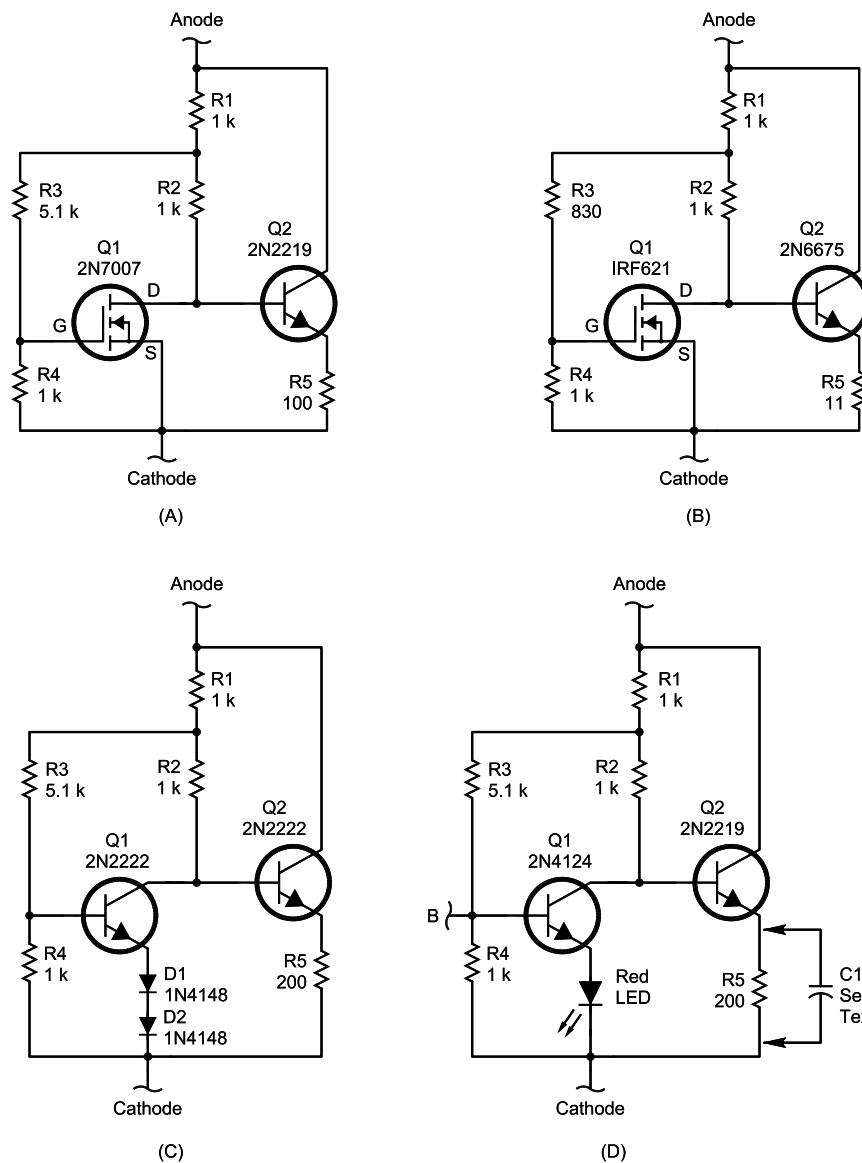 Anode
R1
1 k
R3
5.1 k
R2
1 k
Q1
2N7007
Q2
2N2219
D
G
S
R4
1 k
R5
100
Cathode
(A)
Anode
R1
1 k
R3
830
R2
1 k
Q1
IRF621
Q2
2N6675
D
G
S
R4
1 k
R5
11
Cathode
(B)
Anode
R1
1 k
R3
5.1 k
R2
1 k
Q1
2N2222
Q2
2N2222
R4
1 k
D1
1N4148
D2
1N4148
R5
200
Cathode
(C)
Anode
R1
1 k
R3
5.1 k
R2
1 k
Q1
2N4124
Q2
2N2219
B
R4
1 k
Red
LED
R5
200
C1
Cathode
(D)